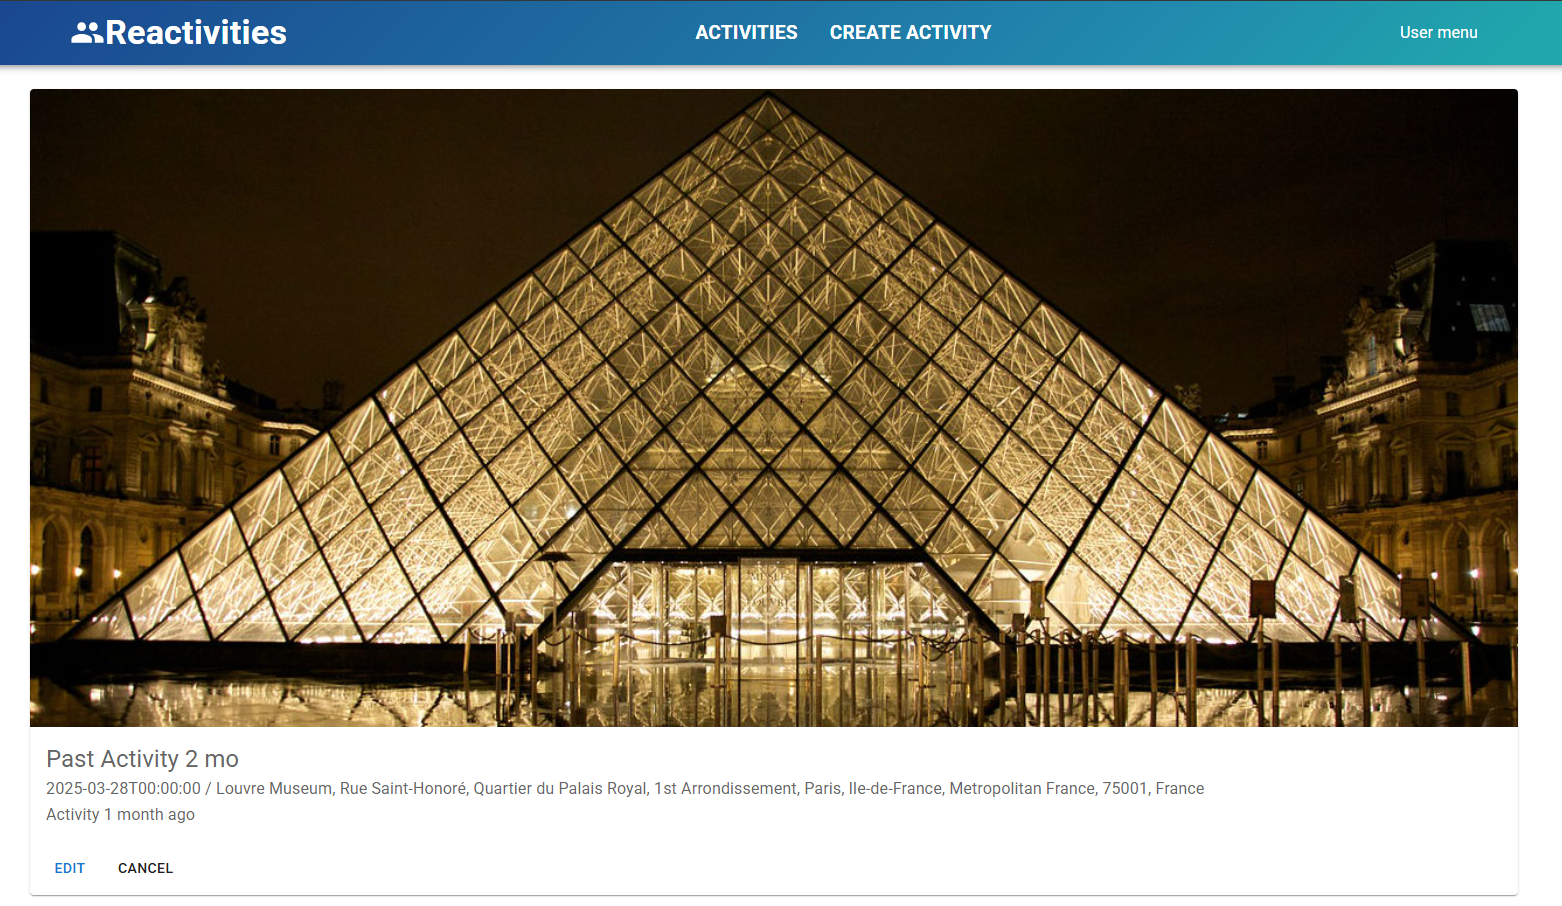 Reactivities
ACTIVITIES
CREATE ACTIVITY
User menu
Past Activity 2 mo
2025-03-28T00:00:00 / Louvre Museum, Rue Saint-Honoré, Quartier du Palais Royal, 1st Arrondissement, Paris, Ile-de-France, Metropolitan France, 75001, France
Activity 1 month ago
EDIT
CANCEL